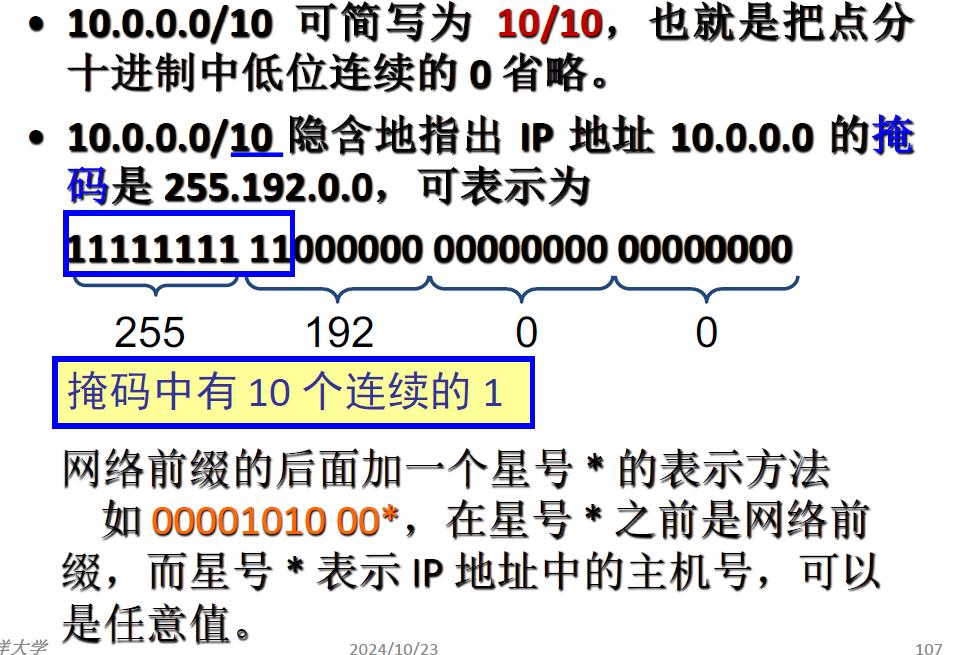 • 10.0.0.0/10 可简写为 10/10，也就是把点分
十进制中低位连续的 0 省略。
• 10.0.0.0/10 隐含地指出 IP 地址 10.0.0.0 的掩
码是 255.192.0.0，可表示为
11111111 11000000 00000000 00000000
255 192 0 0
掩码中有 10 个连续的 1
网络前缀的后面加一个星号 * 的表示方法
如 00001010 00*，在星号 * 之前是网络前
缀，而星号 * 表示 IP 地址中的主机号，可以
是任意值。
洋大学 2024/10/23 107